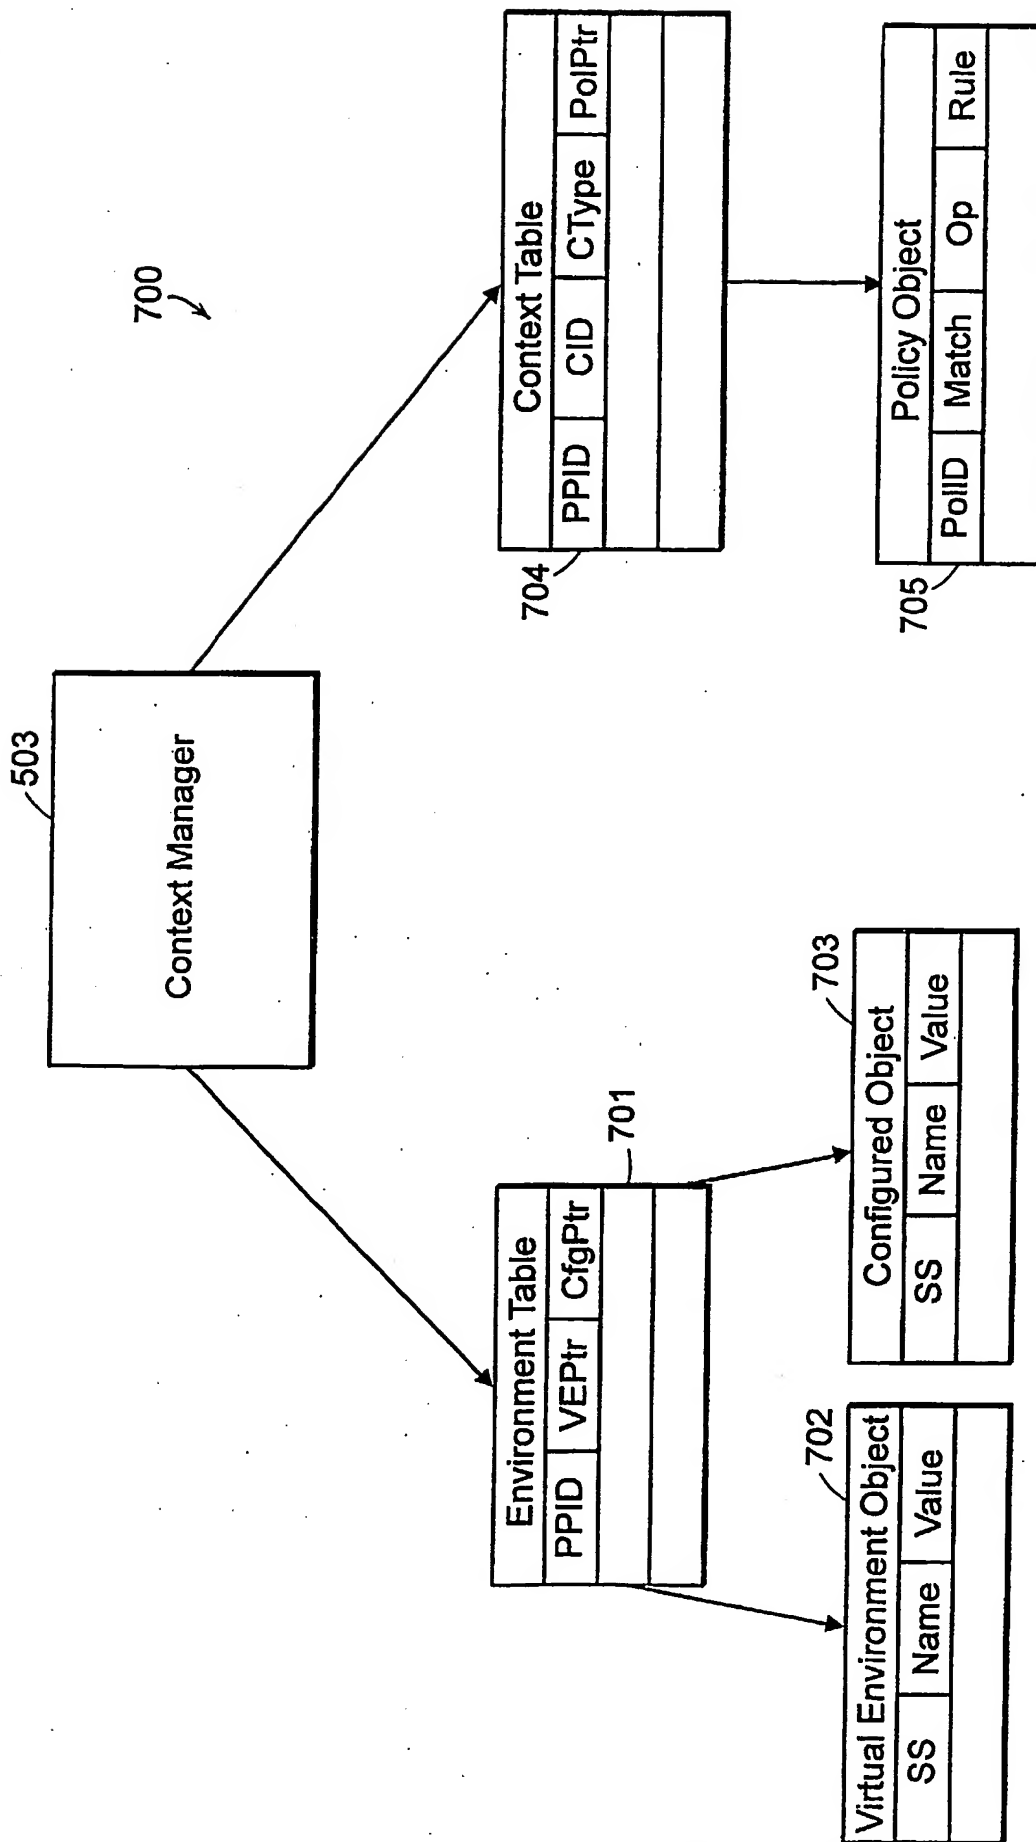 700
503
Context Manager
Environment Table
PPID VEPtr CfgPtr
701
Context Table
PPID CID CType PolPtr
704
Virtual Environment Object
SS Name Value
702
Configured Object
SS Name Value
703
Policy Object
PolID Match Op Rule
705